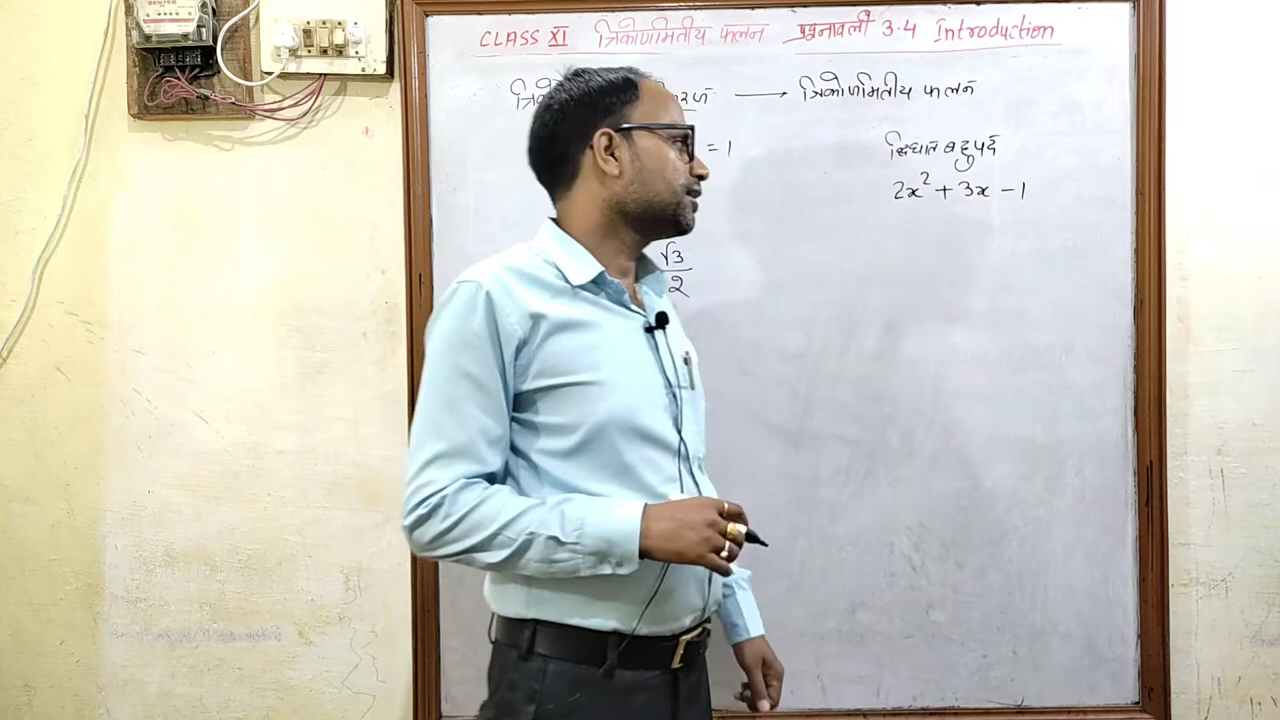 BENTEK
CLASS XI त्रिकोणमितीय फलन प्रश्नावली 3.4 Introduction
→ त्रिकोणमितीय फलन
= 1
द्विघात बहुपद
2x² + 3x - 1
√3/2